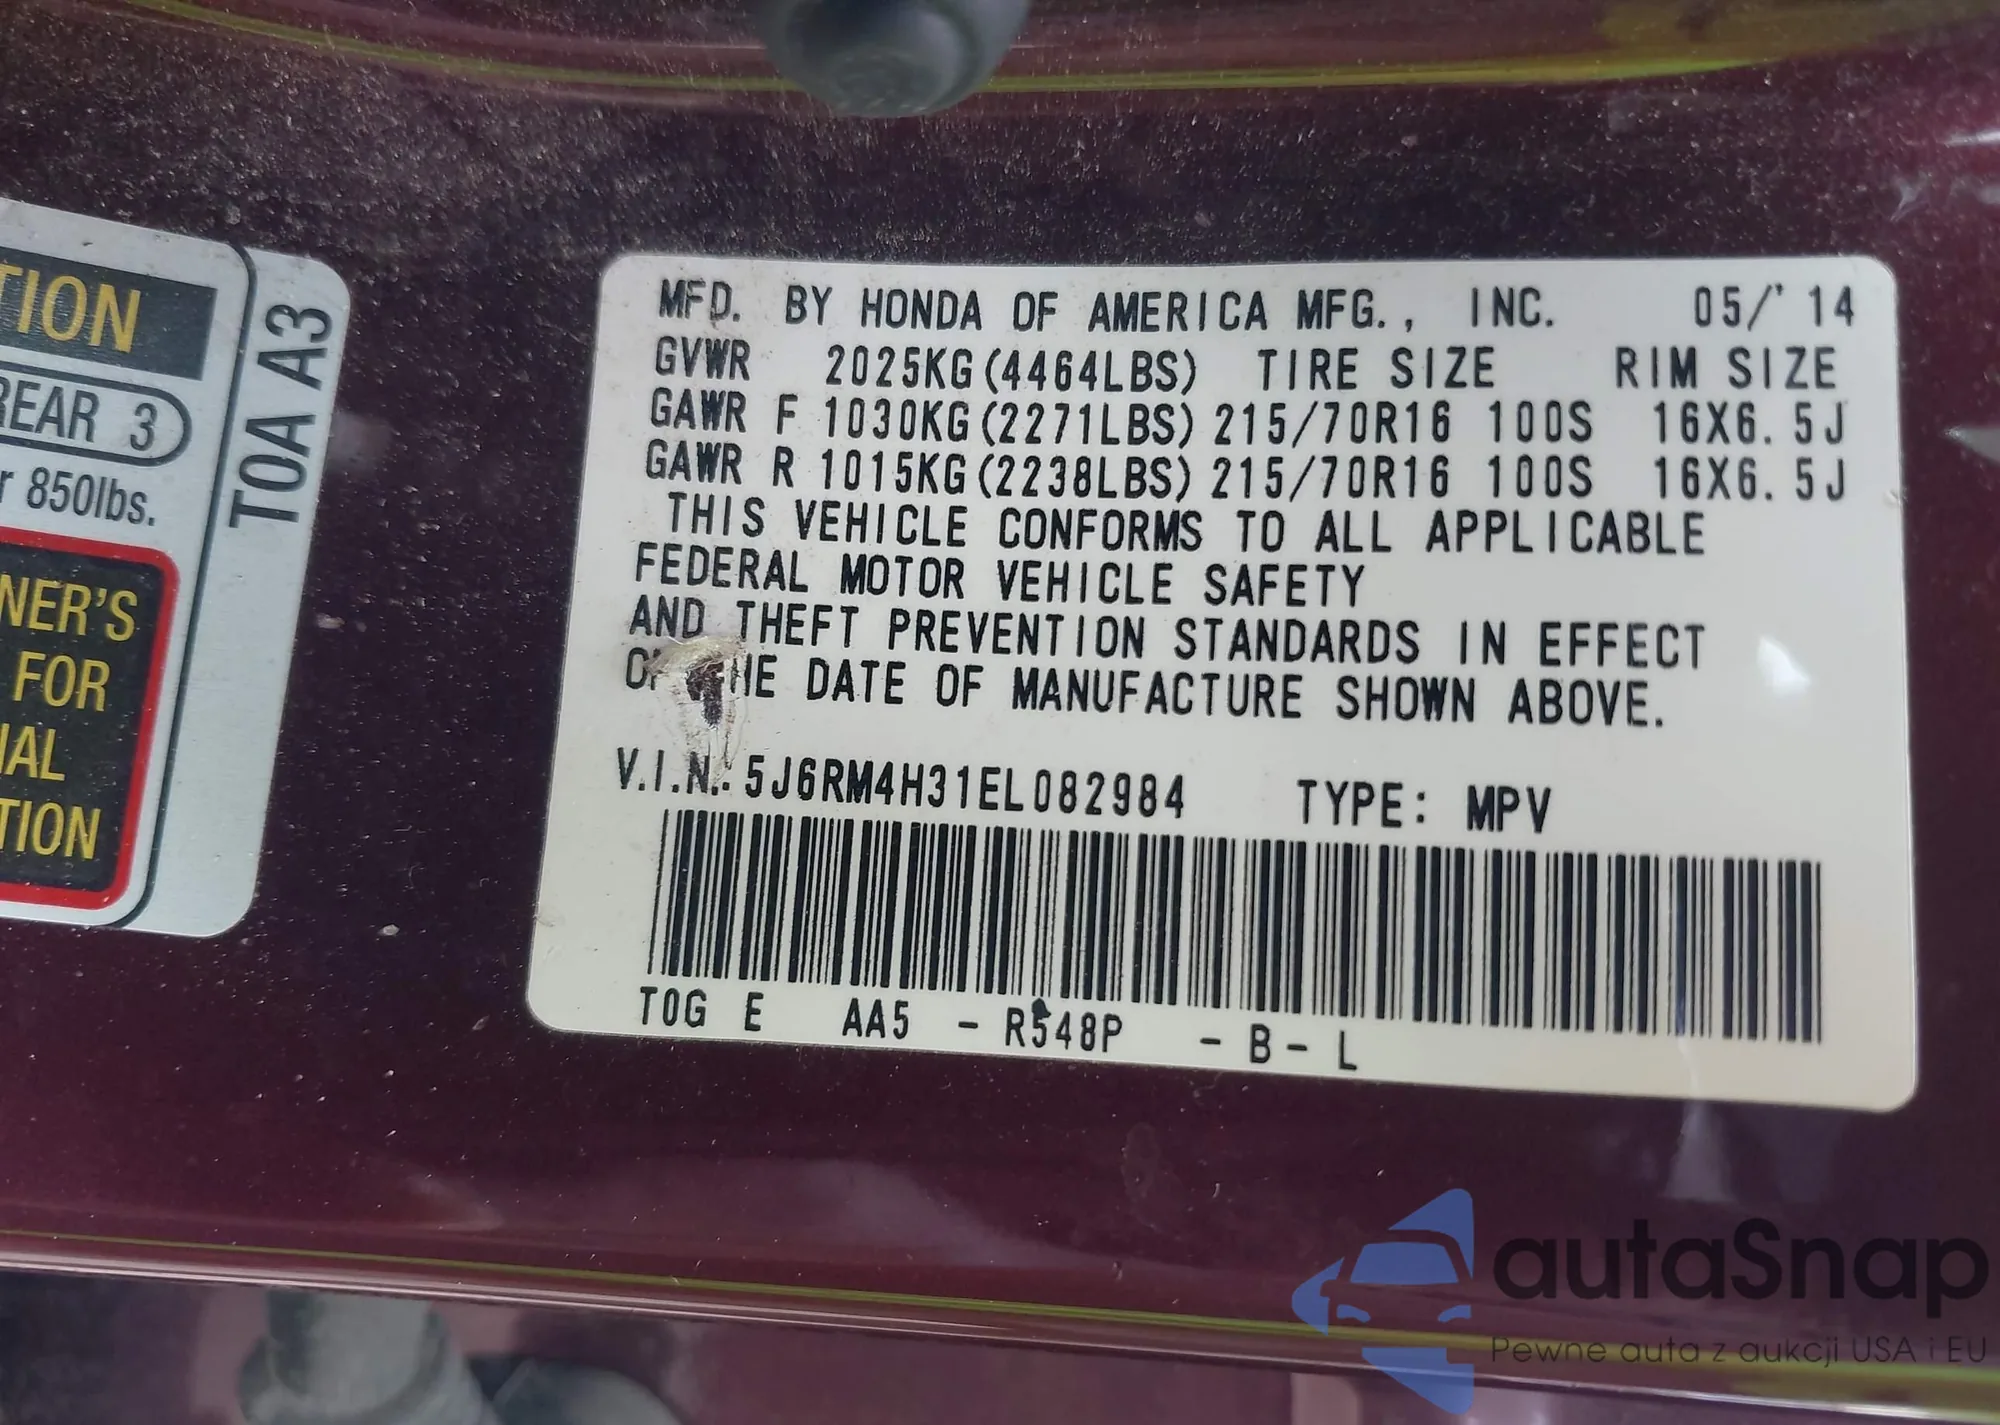 TION
REAR 3
r 850lbs.
NER'S
FOR
IAL
TION
T0A A3
MFD. BY HONDA OF AMERICA MFG., INC. 05/'14
GVWR 2025KG(4464LBS) TIRE SIZE RIM SIZE
GAWR F 1030KG(2271LBS) 215/70R16 100S 16X6.5J
GAWR R 1015KG(2238LBS) 215/70R16 100S 16X6.5J
THIS VEHICLE CONFORMS TO ALL APPLICABLE
FEDERAL MOTOR VEHICLE SAFETY
AND THEFT PREVENTION STANDARDS IN EFFECT
HE DATE OF MANUFACTURE SHOWN ABOVE.
V.I.N.: 5J6RM4H31EL082984 TYPE: MPV
T0G E AA5 - R548P - B - L
autaSnap
Pewne auta z aukcji USA i EU